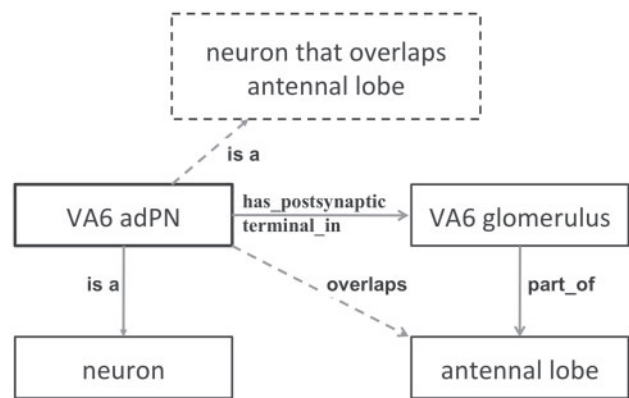 neuron that overlaps
antennal lobe
is a
VA6 adPN
has_postsynaptic
terminal_in
VA6 glomerulus
is a
overlaps
part_of
neuron
antennal lobe